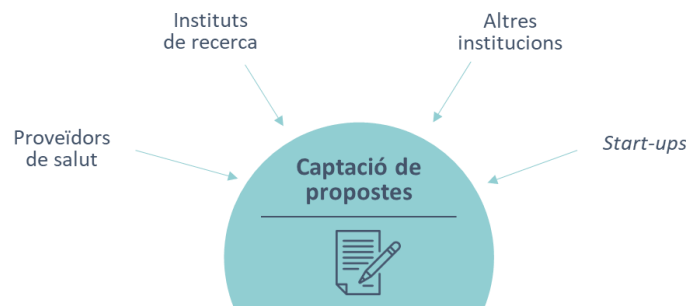 Instituts
de recerca
Altres
institucions
Proveïdors
de salut
Start-ups
Captació de
propostes